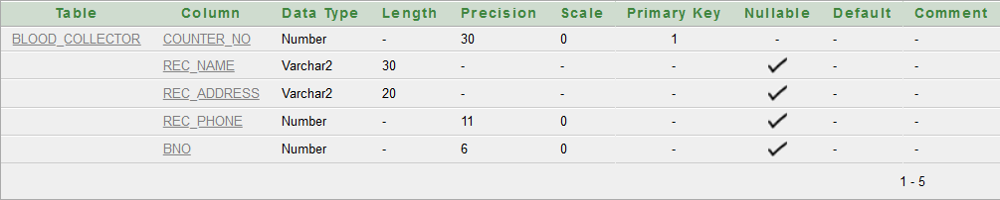 Table Column Data Type Length Precision Scale Primary Key Nullable Default Comment
BLOOD_COLLECTOR COUNTER_NO Number - 30 0 1 - - -
REC_NAME Varchar2 30 - - - ✓ - -
REC_ADDRESS Varchar2 20 - - - ✓ - -
REC_PHONE Number - 11 0 - ✓ - -
BNO Number - 6 0 - ✓ - -
1 - 5